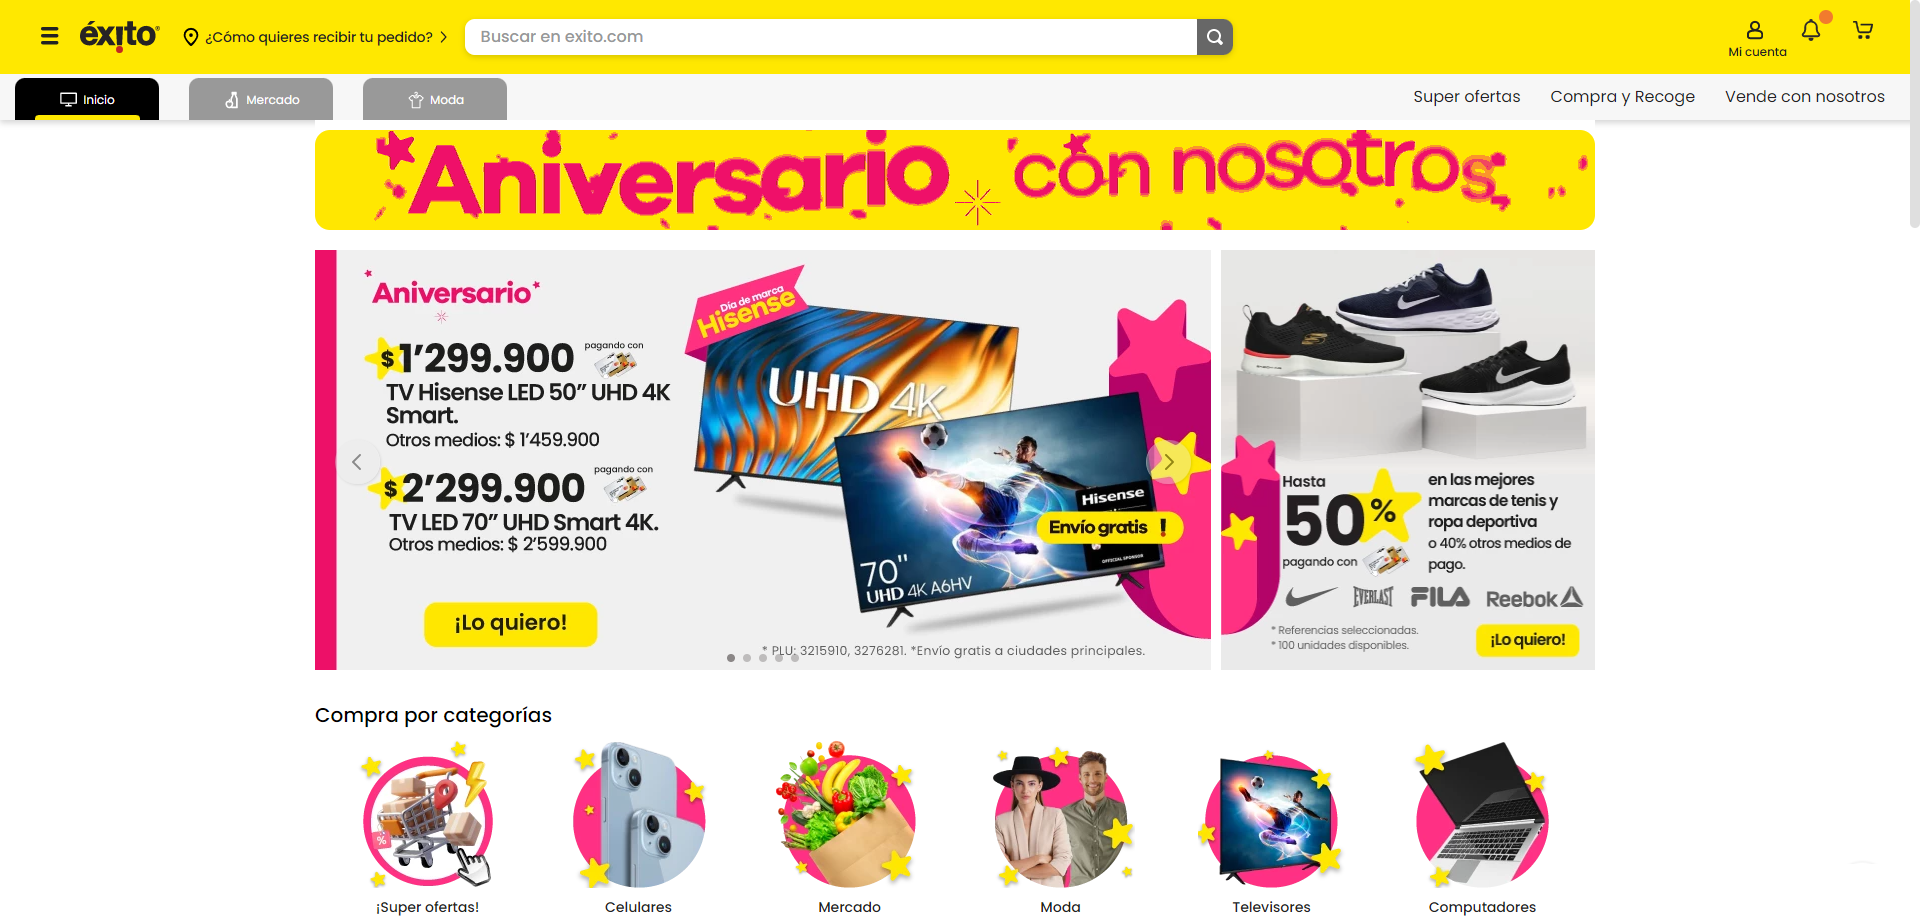 éxito
¿Cómo quieres recibir tu pedido?
Buscar en exito.com
Mi cuenta
Inicio
Mercado
Moda
Super ofertas
Compra y Recoge
Vende con nosotros
Aniversario con nosotros
Aniversario
$1’299.900 pagando con
TV Hisense LED 50” UHD 4K
Smart.
Otros medios: $ 1’459.900
$2’299.900 pagando con
TV LED 70” UHD Smart 4K.
Otros medios: $ 2’599.900
¡Lo quiero!
Día de marca
Hisense
UHD 4K
Hisense
Envío gratis !
OFFICIAL SPONSOR
70"
UHD 4K A6HV
* PLU: 3215910, 3276281. *Envío gratis a ciudades principales.
Hasta
50%
pagando con
en las mejores
marcas de tenis y
ropa deportiva
o 40% otros medios de
pago.
EVERLAST
FILA
Reebok
* Referencias seleccionadas.
* 100 unidades disponibles.
¡Lo quiero!
Compra por categorías
%
¡Super ofertas!
Celulares
Mercado
Moda
Televisores
Computadores